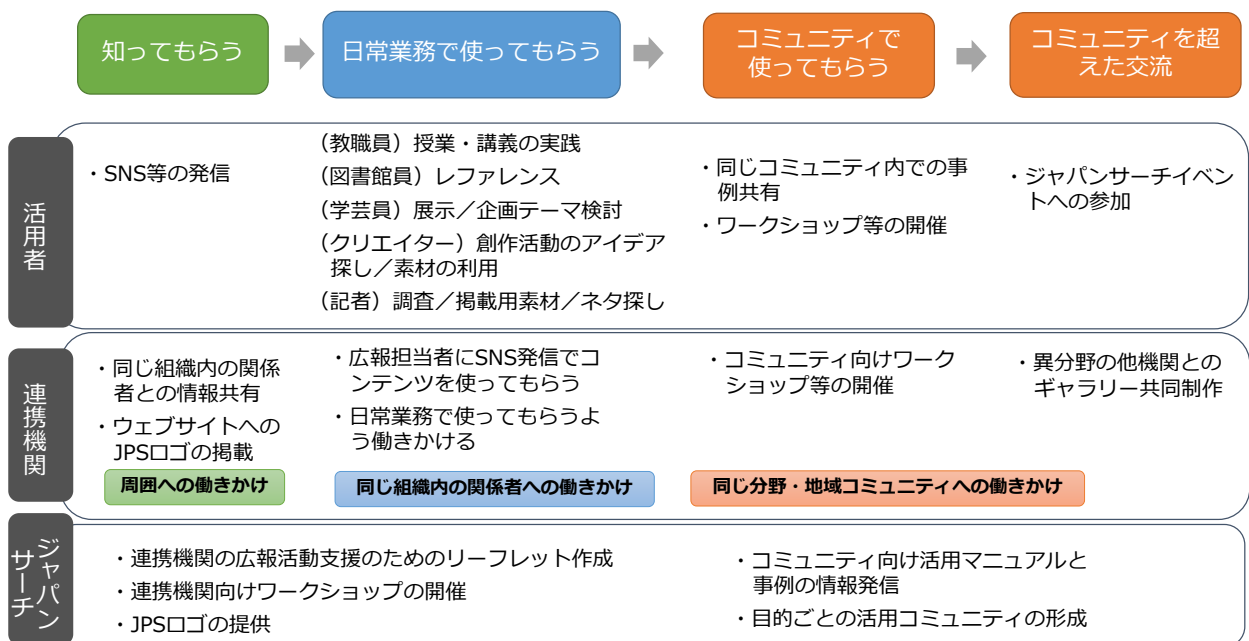 知ってもらう
日常業務で使ってもらう
コミュニティで
使ってもらう
コミュニティを超
えた交流
活用者
・SNS等の発信
（教職員）授業・講義の実践
（図書館員）レファレンス
（学芸員）展示／企画テーマ検討
（クリエイター）創作活動のアイデア
探し／素材の利用
（記者）調査／掲載用素材／ネタ探し
・同じコミュニティ内での事
例共有
・ワークショップ等の開催
・ジャパンサーチイベン
トへの参加
連携機関
・同じ組織内の関係
者との情報共有
・ウェブサイトへの
JPSロゴの掲載
周囲への働きかけ
・広報担当者にSNS発信でコ
ンテンツを使ってもらう
・日常業務で使ってもらうよ
う働きかける
同じ組織内の関係者への働きかけ
・コミュニティ向けワーク
ショップ等の開催
・異分野の他機関との
ギャラリー共同制作
同じ分野・地域コミュニティへの働きかけ
ジャパン
サーチ
・連携機関の広報活動支援のためのリーフレット作成
・連携機関向けワークショップの開催
・JPSロゴの提供
・コミュニティ向け活用マニュアルと
事例の情報発信
・目的ごとの活用コミュニティの形成